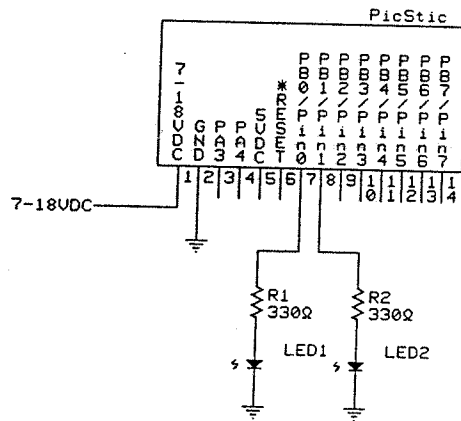 PicStic
7-18VDC
GND
PA3
PA4
5VDC
*RESET
PB0/Pin0
PB1/Pin1
PB2/Pin2
PB3/Pin3
PB4/Pin4
PB5/Pin5
PB6/Pin6
PB7/Pin7
1 2 3 4 5 6 7 8 9 10 11 12 13 14
7-18VDC
R1 R2
330Ω 330Ω
LED1 LED2